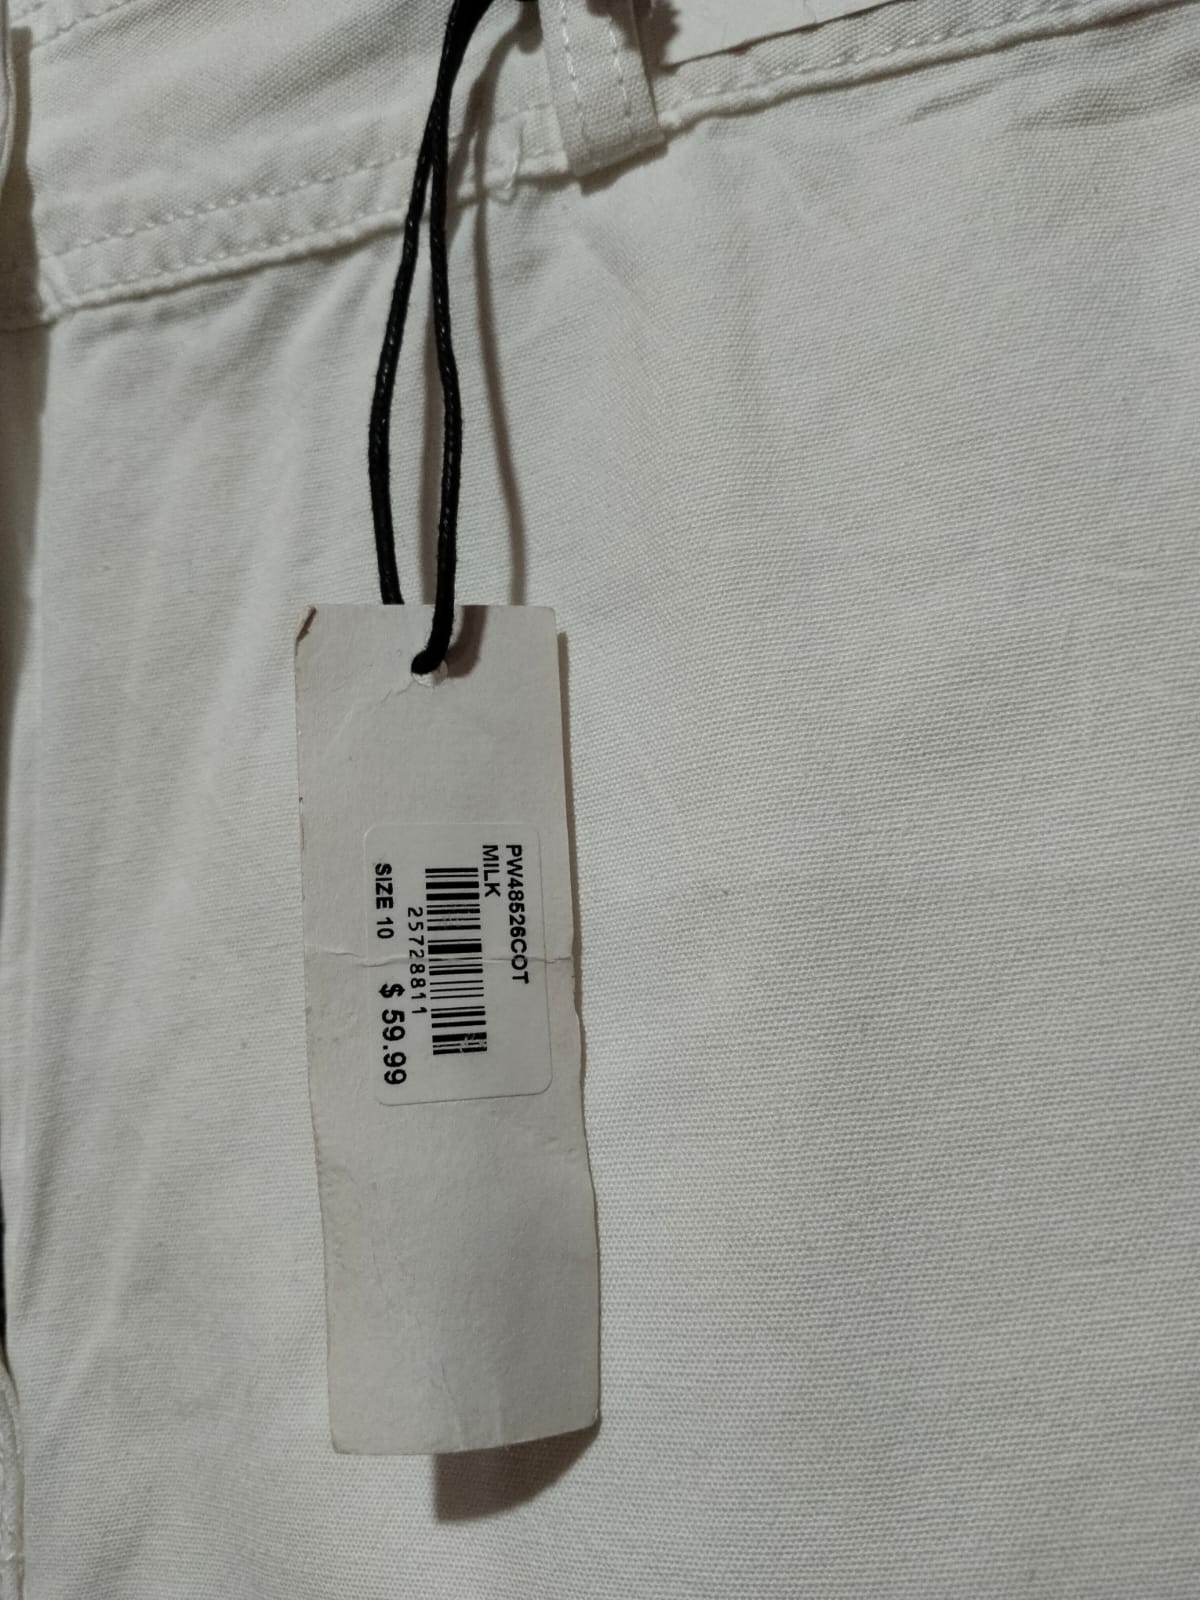 PW48526COT
MILK
25728811
SIZE 10 $ 59.99